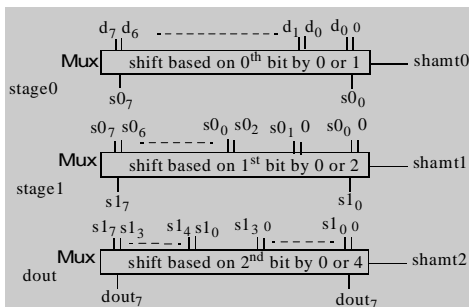 d7 d6 d1 d0 d0 0
Mux shift based on 0th bit by 0 or 1 shamt0
stage0 s07 s00
s07 s06 s00 s02 s01 0 s00 0
Mux shift based on 1st bit by 0 or 2 shamt1
stage1 s17 s10
s17 s13 s14 s10 s13 0 s10 0
Mux shift based on 2nd bit by 0 or 4 shamt2
dout dout7 dout7